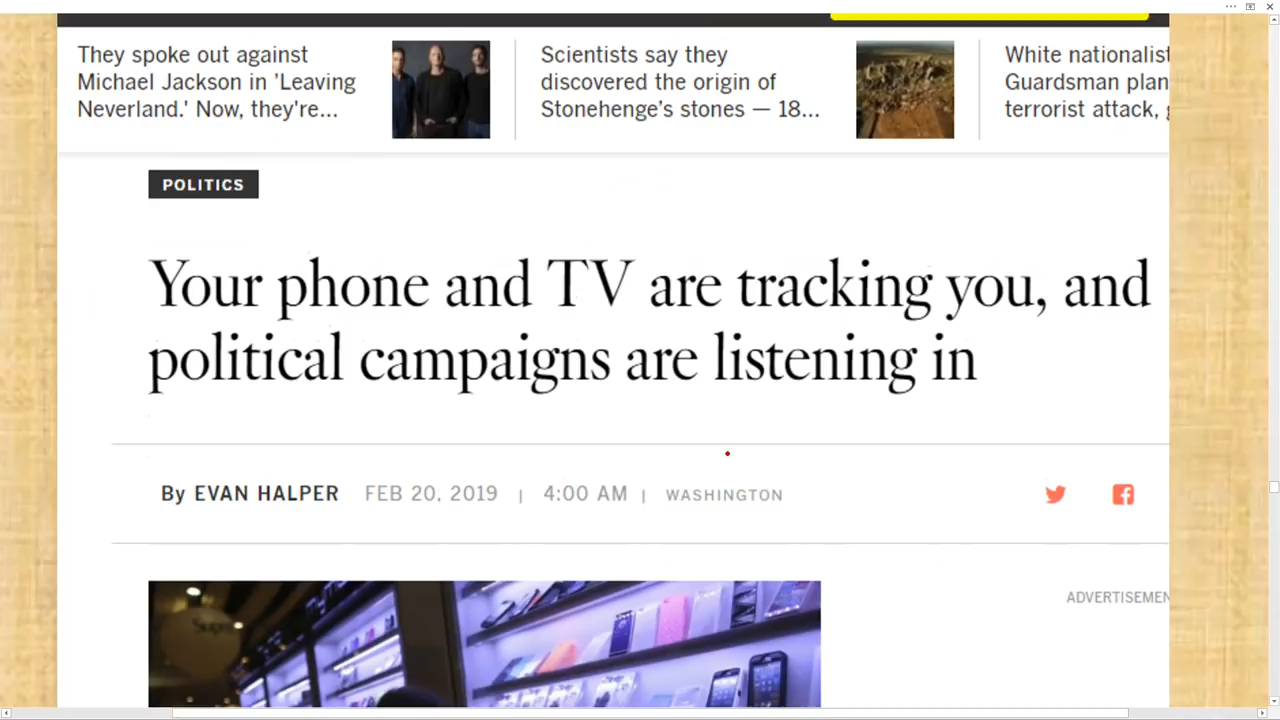 They spoke out against
Michael Jackson in 'Leaving
Neverland.' Now, they're...
Scientists say they
discovered the origin of
Stonehenge's stones — 18...
White nationalist
Guardsman plan
terrorist attack,
POLITICS
Your phone and TV are tracking you, and
political campaigns are listening in
By EVAN HALPER FEB 20, 2019 | 4:00 AM | WASHINGTON
ADVERTISEMEN